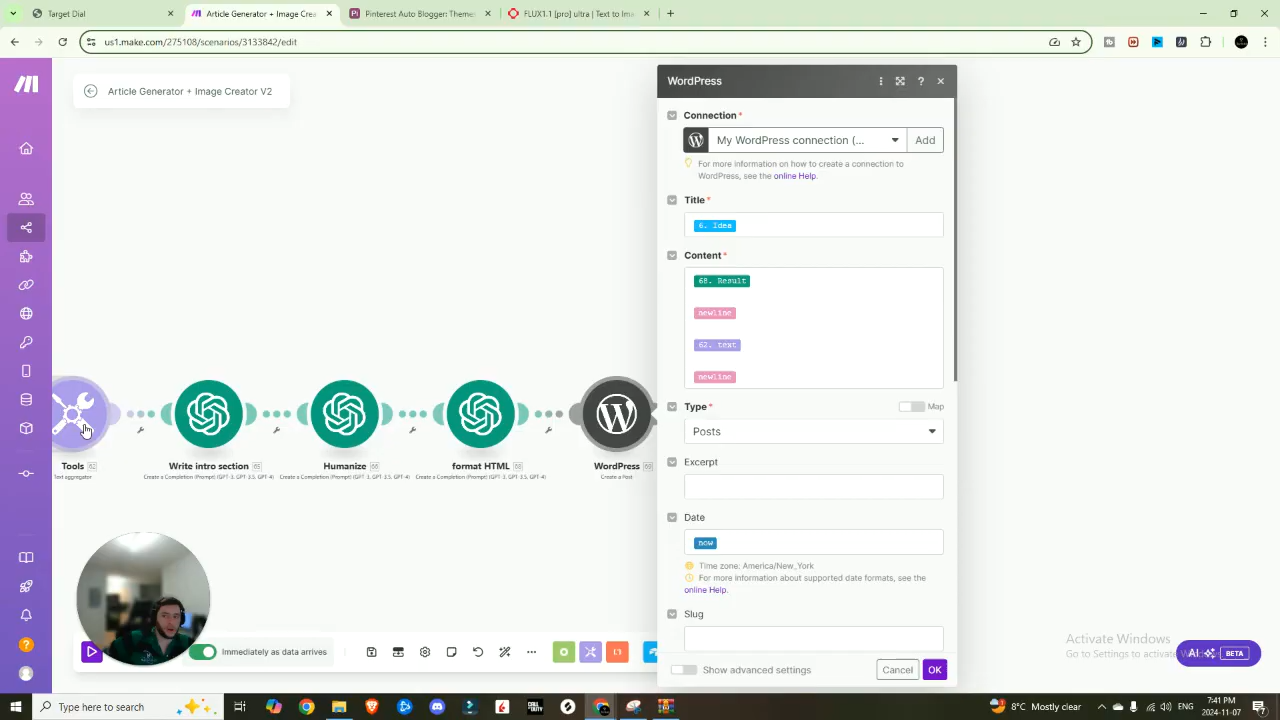 Default Dial
Article Generator + Image Crea
Pinterest Auto Blogger: Theme
FLUX1.1 [pro] ultra | Text to Im
us1.make.com/275108/scenarios/3133842/edit
Article Generator + Image Creator V2
WordPress
Connection *
My WordPress connection (...
Add
For more information on how to create a connection to
WordPress, see the online Help.
Title *
6. Idea
Content *
68. Result
newline
62. text
newline
Type *
Map
Posts
Excerpt
Date
now
Time zone: America/New_York
For more information about supported date formats, see the
online Help.
Slug
Show advanced settings
Cancel
OK
Tools 62
Text aggregator
Write intro section
Create a Completion (Prompt) (GPT-3, GPT-3.5, GPT-4)
Humanize
Create a Completion (Prompt) (GPT-3, GPT-3.5, GPT-4)
format HTML 68
Create a Completion (Prompt) (GPT-3, GPT-3.5, GPT-4)
WordPress
Create a Post
Immediately as data arrives
Activate Windows
Go to Settings to activate
AI
BETA
Type here to search
8°C Mostly clear
7:41 PM
2024-11-07